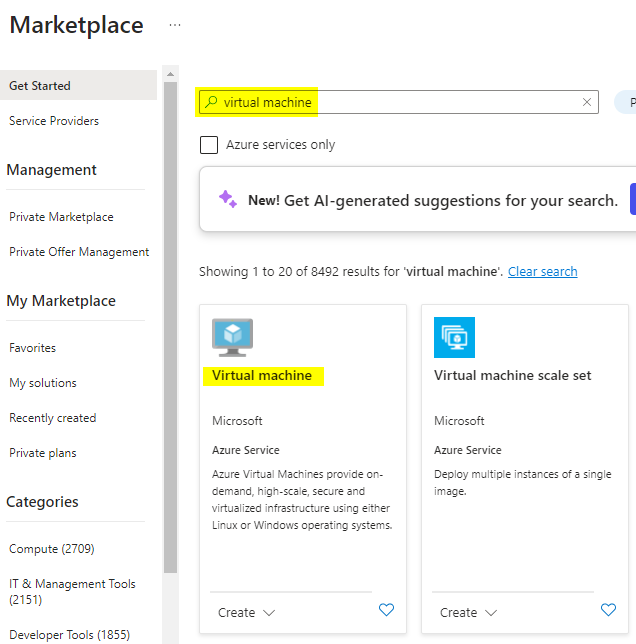 Marketplace ...
Get Started
Service Providers
Management
Private Marketplace
Private Offer Management
My Marketplace
Favorites
My solutions
Recently created
Private plans
Categories
Compute (2709)
IT & Management Tools
(2151)
Developer Tools (1855)
virtual machine
P
Azure services only
New! Get AI-generated suggestions for your search.
Showing 1 to 20 of 8492 results for 'virtual machine'. Clear search
Virtual machine
Microsoft
Azure Service
Azure Virtual Machines provide on-
demand, high-scale, secure and
virtualized infrastructure using either
Linux or Windows operating systems.
Create
Virtual machine scale set
Microsoft
Azure Service
Deploy multiple instances of a single
image.
Create